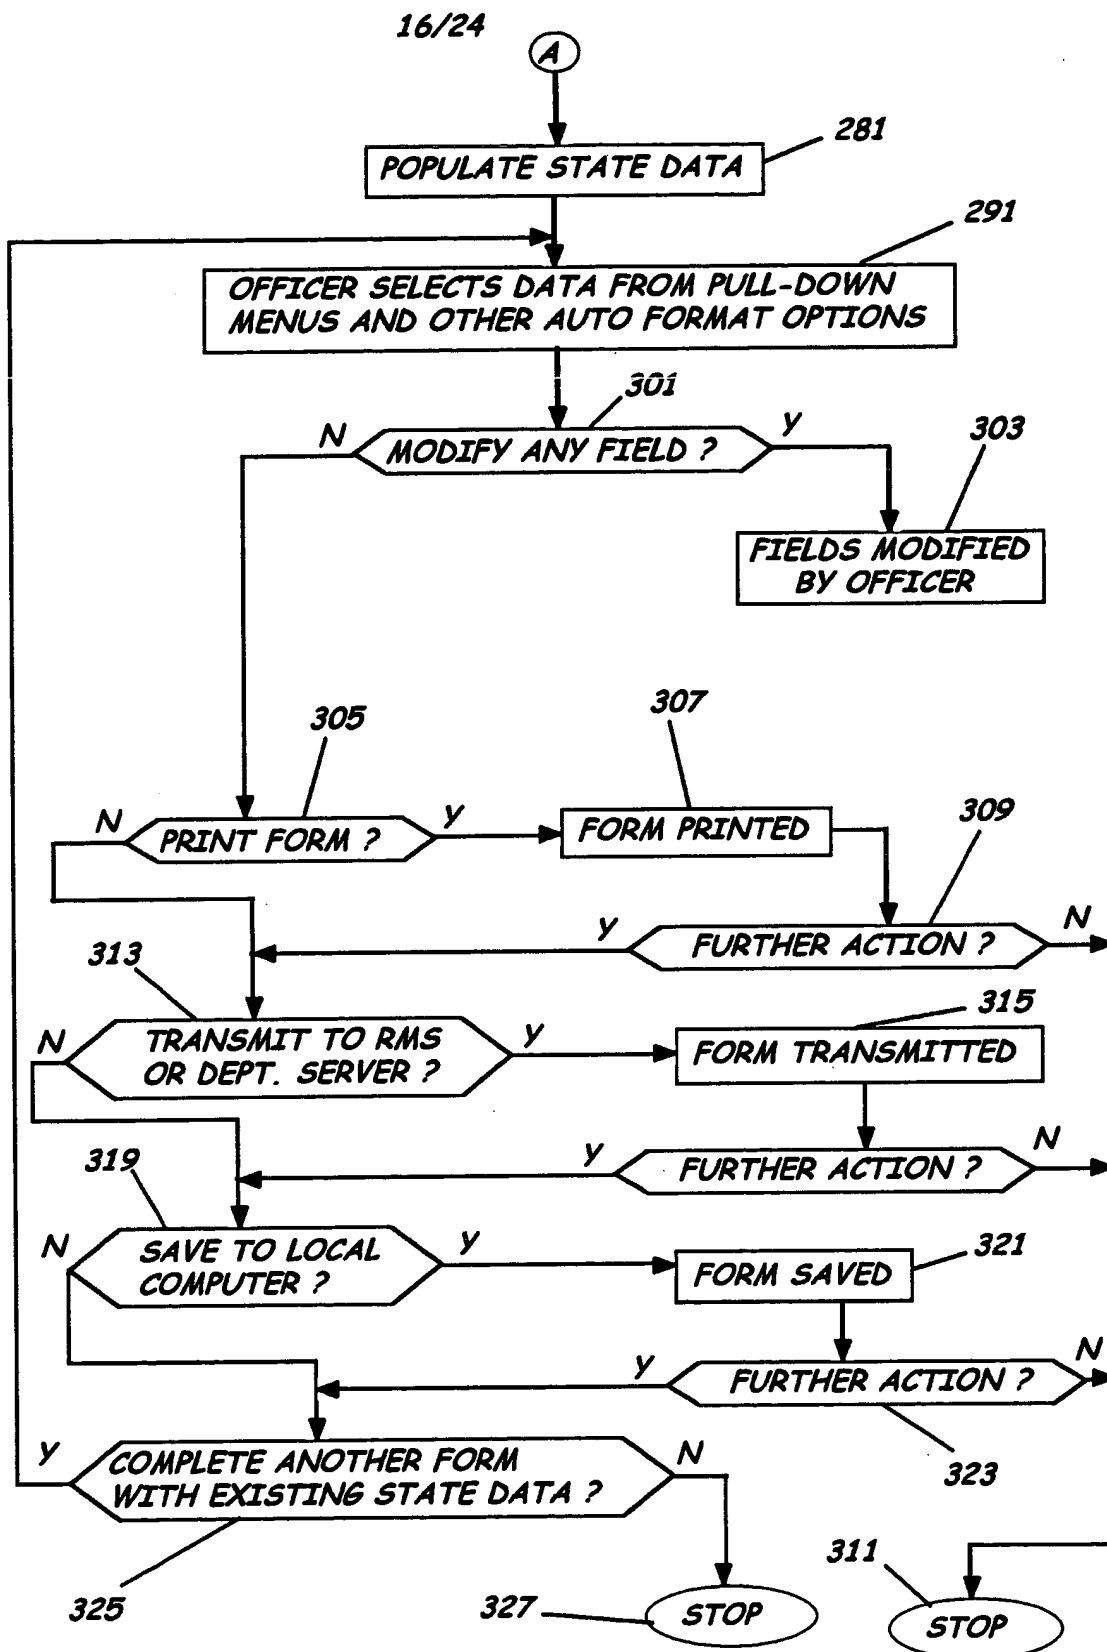 16/24
A
281
POPULATE STATE DATA
291
OFFICER SELECTS DATA FROM PULL-DOWN
MENUS AND OTHER AUTO FORMAT OPTIONS
301
N
MODIFY ANY FIELD ?
Y
303
FIELDS MODIFIED
BY OFFICER
305
307
N
PRINT FORM ?
Y
FORM PRINTED
309
Y
FURTHER ACTION ?
N
313
N
TRANSMIT TO RMS
OR DEPT. SERVER ?
Y
315
FORM TRANSMITTED
319
Y
FURTHER ACTION ?
N
N
SAVE TO LOCAL
COMPUTER ?
Y
321
FORM SAVED
Y
FURTHER ACTION ?
N
323
Y
COMPLETE ANOTHER FORM
WITH EXISTING STATE DATA ?
N
325
327
STOP
311
STOP